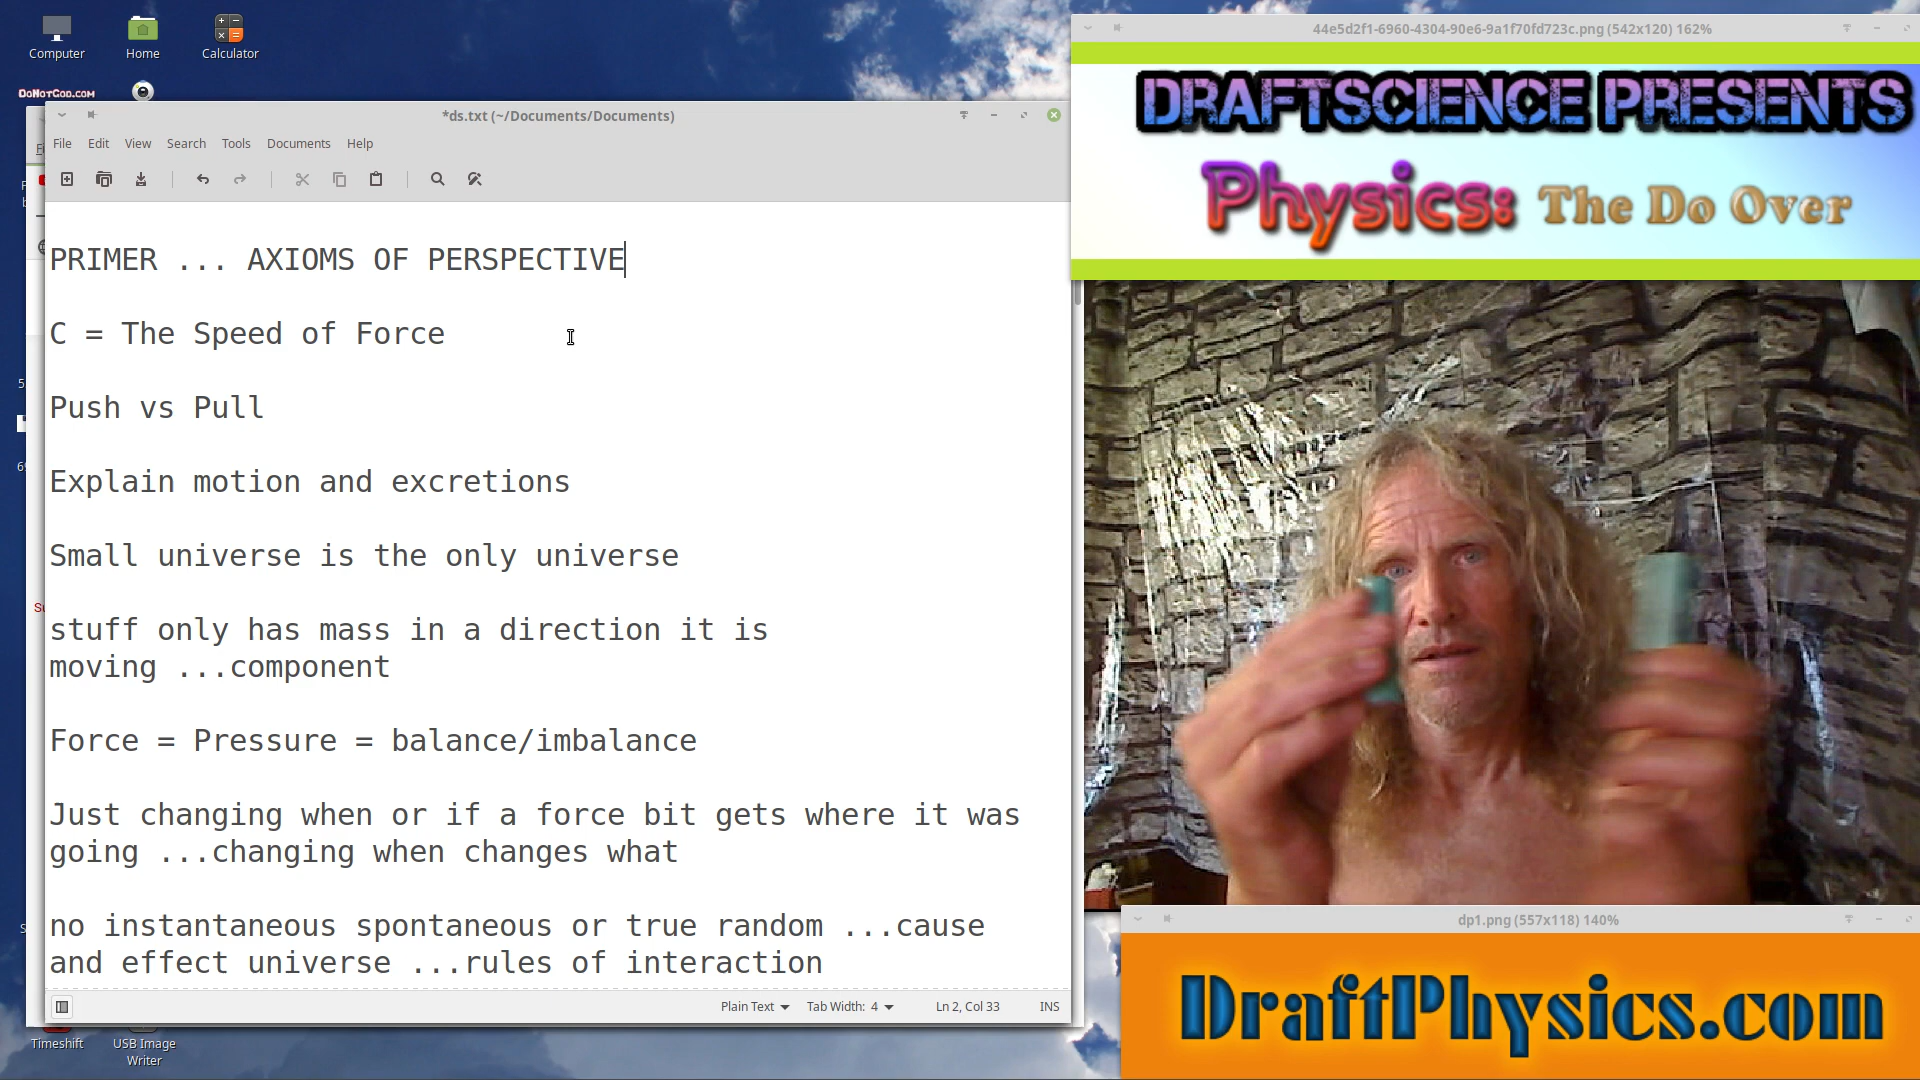 Computer
Home
Calculator
DoNotGod.com
*ds.txt (~/Documents/Documents)
File Edit View Search Tools Documents Help
PRIMER ... AXIOMS OF PERSPECTIVE
C = The Speed of Force
Push vs Pull
Explain motion and excretions
Small universe is the only universe
stuff only has mass in a direction it is
moving ...component
Force = Pressure = balance/imbalance
Just changing when or if a force bit gets where it was
going ...changing when changes what
no instantaneous spontaneous or true random ...cause
and effect universe ...rules of interaction
Plain Text Tab Width: 4 Ln 2, Col 33 INS
Timeshift
USB Image
Writer
44e5d2f1-6960-4304-90e6-9a1f70fd723c.png (542x120) 162%
DRAFTSCIENCE PRESENTS
Physics: The Do Over
dp1.png (557x118) 140%
DraftPhysics.com